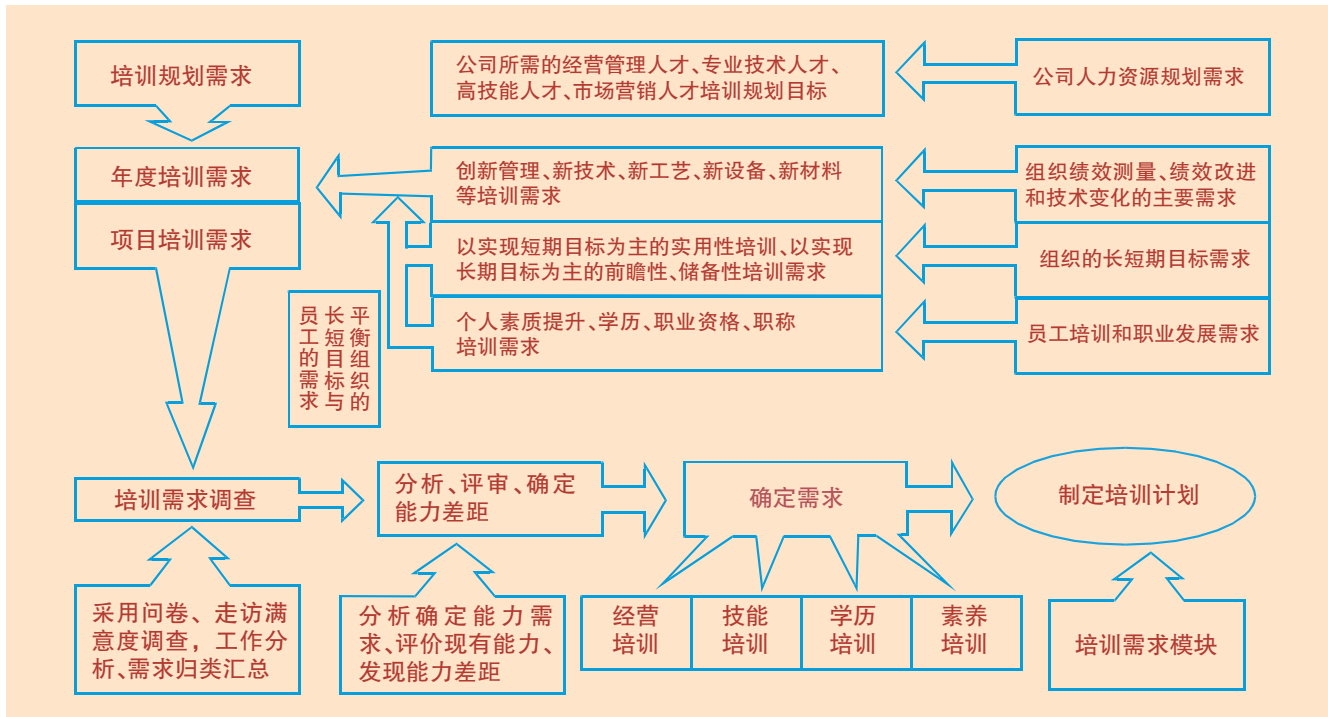 培训规划需求
公司所需的经营管理人才、专业技术人才、
高技能人才、市场营销人才培训规划目标
公司人力资源规划需求
年度培训需求
创新管理、新技术、新工艺、新设备、新材料
等培训需求
组织绩效测量、绩效改进
和技术变化的主要需求
项目培训需求
以实现短期目标为主的实用性培训、以实现
长期目标为主的前瞻性、储备性培训需求
组织的长短期目标需求
平衡组织的
长短目标与
员工的需求
个人素质提升、学历、职业资格、职称
培训需求
员工培训和职业发展需求
培训需求调查
分析、评审、确定
能力差距
确定需求
制定培训计划
采用问卷、走访满
意度调查，工作分
析、需求归类汇总
分析确定能力需
求、评价现有能力、
发现能力差距
经营
培训
技能
培训
学历
培训
素养
培训
培训需求模块